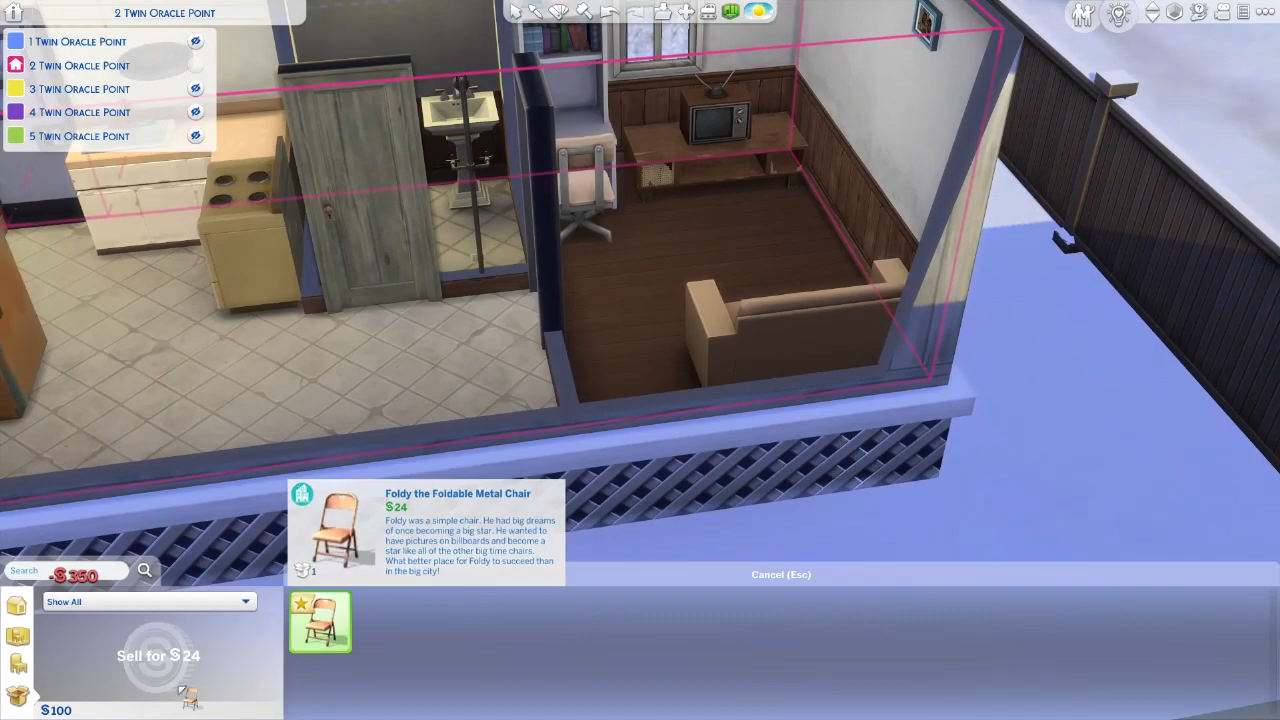 2 Twin Oracle Point
1 Twin Oracle Point
2 Twin Oracle Point
3 Twin Oracle Point
4 Twin Oracle Point
5 Twin Oracle Point
Foldy the Foldable Metal Chair
§24
Foldy was a simple chair. He had big dreams
of once becoming a big star. He wanted to
have pictures on billboards and become a
star like all of the other big time chairs.
What better place for Foldy to succeed than
in the big city!
1
Search
-§350
Cancel (Esc)
Show All
Sell for §24
§100